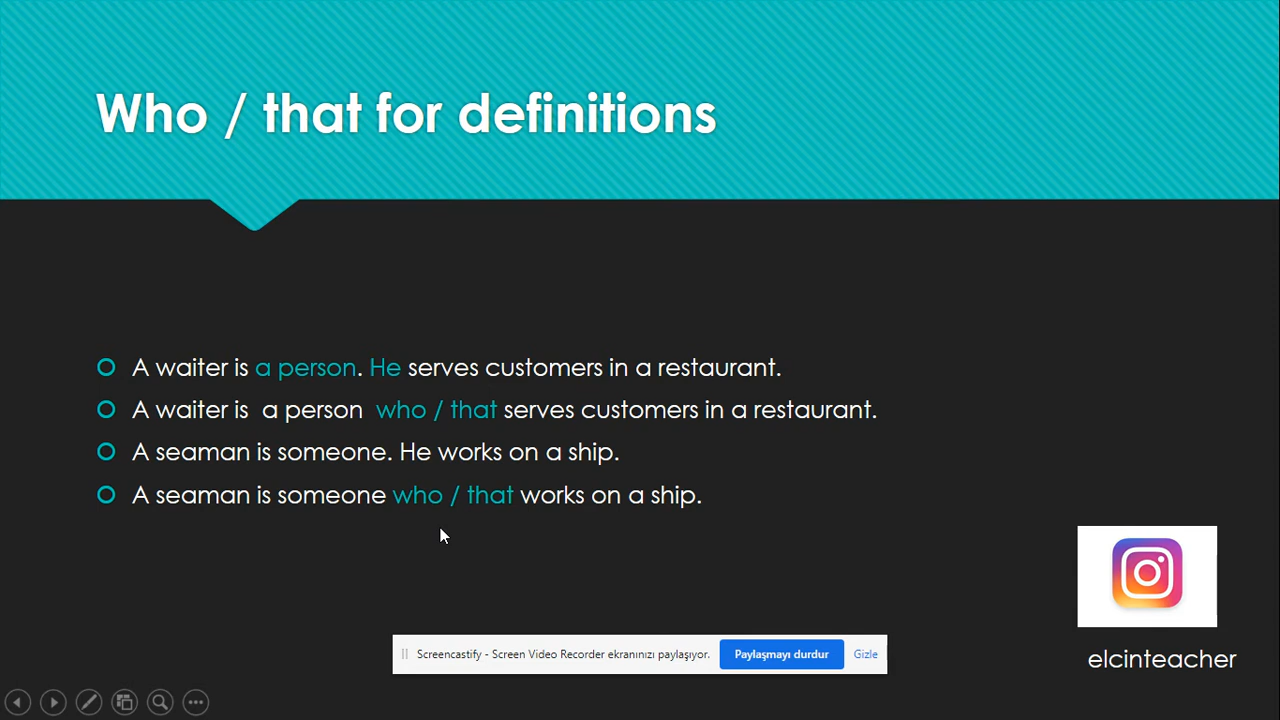 Who / that for definitions
A waiter is a person. He serves customers in a restaurant.
A waiter is a person who / that serves customers in a restaurant.
A seaman is someone. He works on a ship.
A seaman is someone who / that works on a ship.
Screencastify - Screen Video Recorder ekranınızı paylaşıyor. Paylaşmayı durdur Gizle
elcinteacher